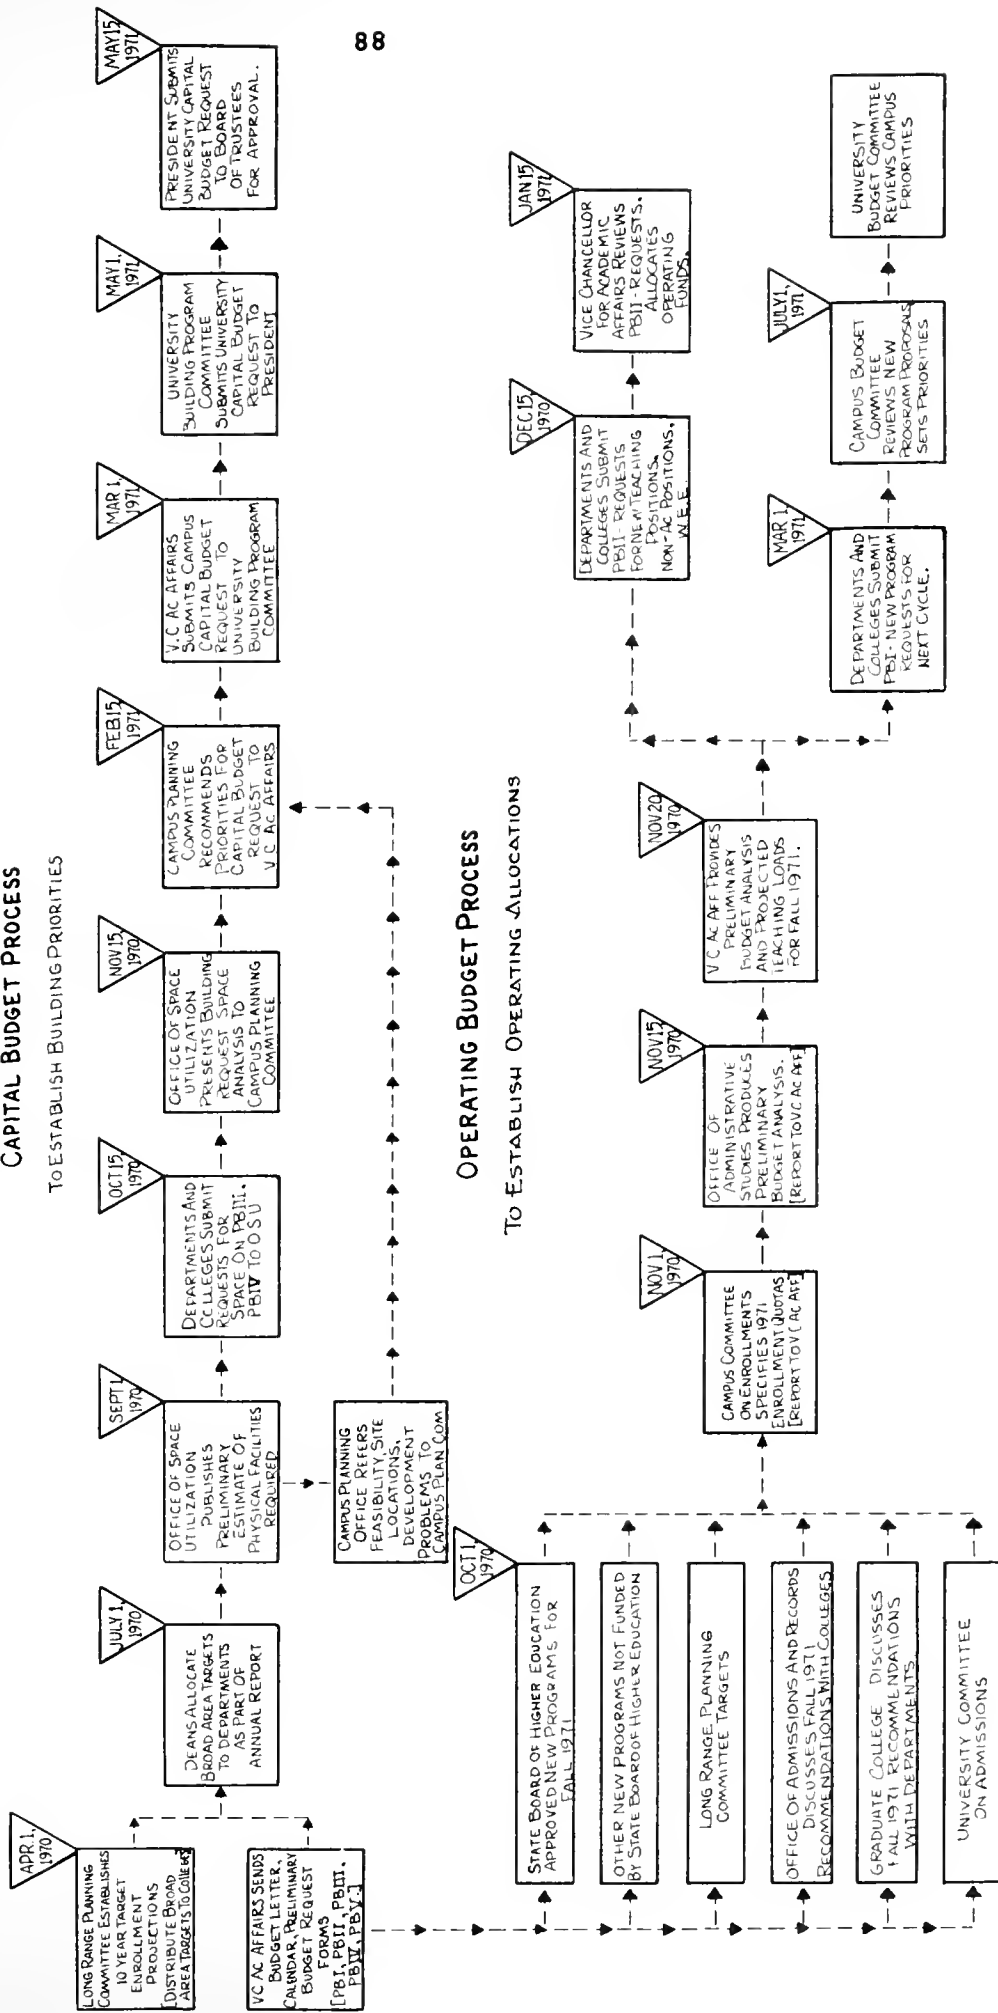 88
CAPITAL BUDGET PROCESS
TO ESTABLISH BUILDING PRIORITIES
APR. 1,
1970
LONG RANGE PLANNING
COMMITTEE ESTABLISHES
10 YEAR TARGET
ENROLLMENT
PROJECTIONS
[DISTRIBUTE BROAD
AREA TARGETS TO COLLEGES]
VC AC AFFAIRS SENDS
BUDGET LETTER,
CALENDAR, PRELIMINARY
BUDGET REQUEST
FORMS
[PBI, PBII, PBIII.
PBIV, PBV.]
JULY 1,
1970
DEANS ALLOCATE
BROAD AREA TARGETS
TO DEPARTMENTS
AS PART OF
ANNUAL REPORT
SEPT 1,
1970
OFFICE OF SPACE
UTILIZATION
PUBLISHES
PRELIMINARY
ESTIMATE OF
PHYSICAL FACILITIES
REQUIRED
CAMPUS PLANNING
OFFICE REFERS
FEASIBILITY, SITE
LOCATIONS,
DEVELOPMENT
PROBLEMS TO
CAMPUS PLAN COM
OCT 15,
1970
DEPARTMENTS AND
COLLEGES SUBMIT
REQUESTS FOR
SPACE ON PBIII.
PBIV TO OSU
NOV 15,
1970
OFFICE OF SPACE
UTILIZATION
PRESENTS BUILDING
REQUEST SPACE
ANALYSIS TO
CAMPUS PLANNING
COMMITTEE
FEB 15,
1971
CAMPUS PLANNING
COMMITTEE
RECOMMENDS
PRIORITIES FOR
CAPITAL BUDGET
REQUEST TO
V C AC AFFAIRS
MAR 1,
1971
V.C AC AFFAIRS
SUBMITS CAMPUS
CAPITAL BUDGET
REQUEST TO
UNIVERSITY
BUILDING PROGRAM
COMMITTEE
MAY 1,
1971
UNIVERSITY
BUILDING PROGRAM
COMMITTEE
SUBMITS UNIVERSITY
CAPITAL BUDGET
REQUEST TO
PRESIDENT
MAY 15,
1971
PRESIDENT SUBMITS
UNIVERSITY CAPITAL
BUDGET REQUEST
TO BOARD
OF TRUSTEES
FOR APPROVAL.
OPERATING BUDGET PROCESS
TO ESTABLISH OPERATING ALLOCATIONS
OCT 1,
1970
STATE BOARD OF HIGHER EDUCATION
APPROVED NEW PROGRAMS FOR
FALL 1971
OTHER NEW PROGRAMS NOT FUNDED
BY STATE BOARD OF HIGHER EDUCATION
LONG RANGE PLANNING
COMMITTEE TARGETS
OFFICE OF ADMISSIONS AND RECORDS
DISCUSSES FALL 1971
RECOMMENDATIONS WITH COLLEGES
GRADUATE COLLEGE DISCUSSES
FALL 1971 RECOMMENDATIONS
WITH DEPARTMENTS
UNIVERSITY COMMITTEE
ON ADMISSIONS
NOV 1,
1970
CAMPUS COMMITTEE
ON ENROLLMENTS
SPECIFIES 1971
ENROLLMENT QUOTAS
[REPORT TO V C AC AFF]
NOV 15,
1970
OFFICE OF
ADMINISTRATIVE
STUDIES PRODUCES
PRELIMINARY
BUDGET ANALYSIS.
[REPORT TO VC AC AFF]
NOV 20,
1970
V C AC AFF PROVIDES
PRELIMINARY
BUDGET ANALYSIS
AND PROJECTED
TEACHING LOADS
FOR FALL 1971.
DEC 15,
1970
DEPARTMENTS AND
COLLEGES SUBMIT
PBII - REQUESTS
FOR NEW TEACHING
POSITIONS.
NON-AC POSITIONS.
W.E.E.
JAN 15,
1971
VICE CHANCELLOR
FOR ACADEMIC
AFFAIRS REVIEWS
PBII - REQUESTS.
ALLOCATES
OPERATING
FUNDS.
MAR 1,
1971
DEPARTMENTS AND
COLLEGES SUBMIT
PBI - NEW PROGRAM
REQUESTS FOR
NEXT CYCLE.
JULY 1,
1971
CAMPUS BUDGET
COMMITTEE
REVIEWS NEW
PROGRAM PROPOSALS,
SETS PRIORITIES
UNIVERSITY
BUDGET COMMITTEE
REVIEWS CAMPUS
PRIORITIES